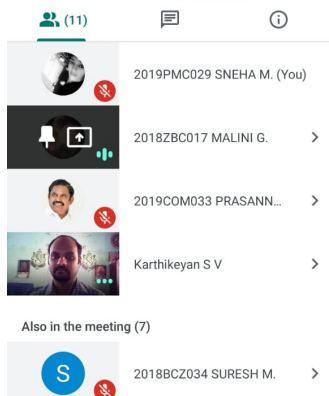 (11)
2019PMC029 SNEHA M. (You)
2018ZBC017 MALINI G.
2019COM033 PRASANN...
Karthikeyan S V
Also in the meeting (7)
S
2018BCZ034 SURESH M.